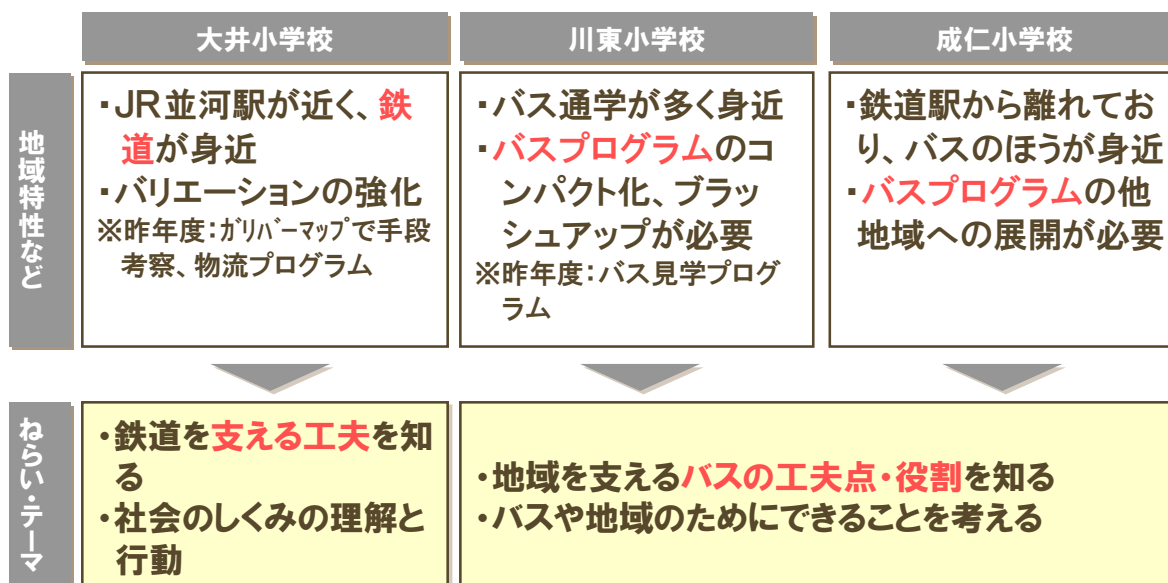 大井小学校
川東小学校
成仁小学校
地域特性など
・JR並河駅が近く、鉄
道が身近
・バリエーションの強化
※昨年度：ｶﾞﾘﾊﾞｰマップで手段
考察、物流プログラム
・バス通学が多く身近
・バスプログラムのコ
ンパクト化、ブラッ
シュアップが必要
※昨年度：バス見学プログ
ラム
・鉄道駅から離れてお
り、バスのほうが身近
・バスプログラムの他
地域への展開が必要
ねらい・テーマ
・鉄道を支える工夫を知
る
・社会のしくみの理解と
行動
・地域を支えるバスの工夫点・役割を知る
・バスや地域のためにできることを考える